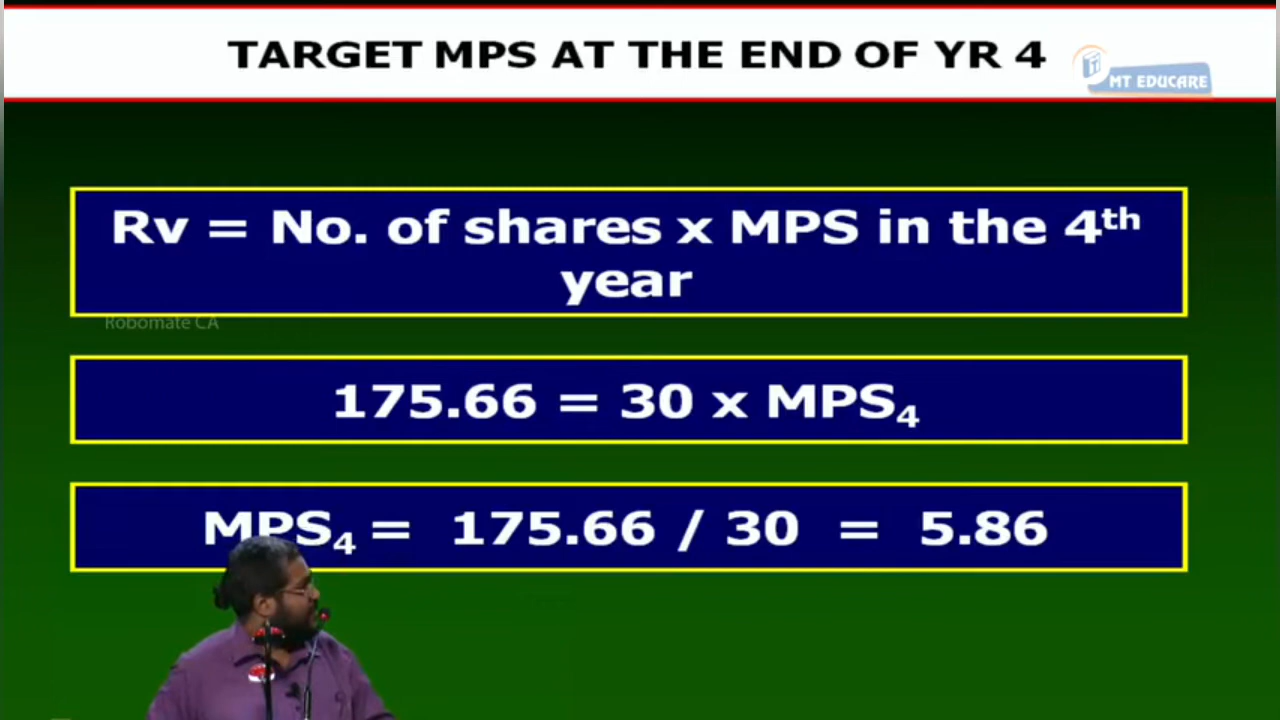 TARGET MPS AT THE END OF YR 4
MT EDUCARE
Rv = No. of shares x MPS in the 4th
year
Robomate CA
175.66 = 30 x MPS4
MPS4 = 175.66 / 30 = 5.86